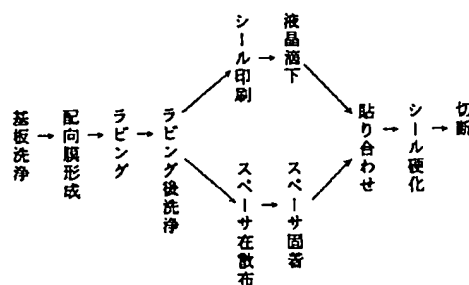 基板洗浄
配向膜形成
ラビング
ラビング後洗浄
シール印刷
液晶滴下
スペーサ在散布
スペーサ固着
貼り合わせ
シール硬化
切断